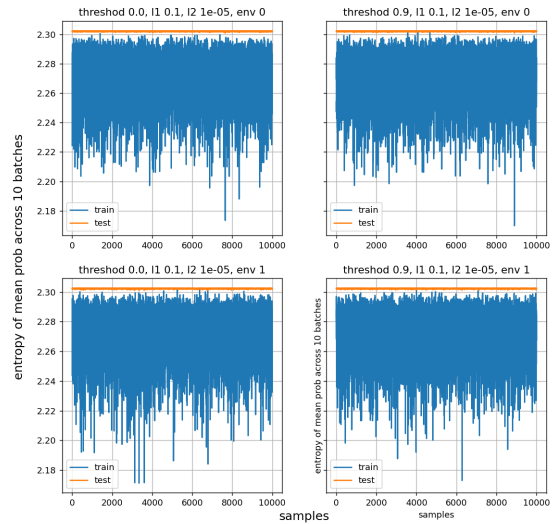 threshod 0.0, l1 0.1, l2 1e-05, env 0
2.30
2.28
2.26
2.24
2.22
2.20
2.18
train
test
0 2000 4000 6000 8000 10000
threshod 0.9, l1 0.1, l2 1e-05, env 0
train
test
0 2000 4000 6000 8000 10000
entropy of mean prob across 10 batches
threshod 0.0, l1 0.1, l2 1e-05, env 1
2.30
2.28
2.26
2.24
2.22
2.20
2.18
train
test
0 2000 4000 6000 8000 10000
threshod 0.9, l1 0.1, l2 1e-05, env 1
entropy of mean prob across 10 batches
train
test
0 2000 4000 6000 8000 10000
samples
samples